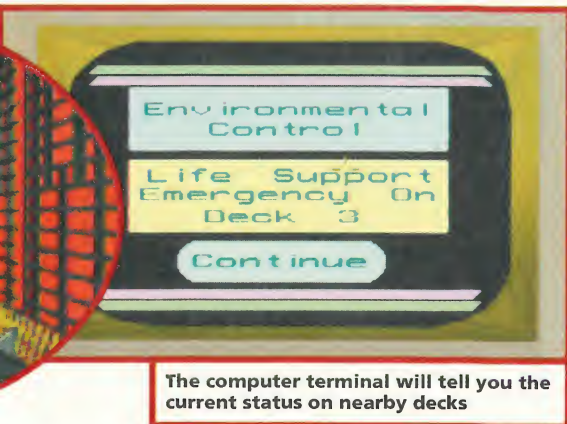 Environmental
Control
Life Support
Emergency On
Deck 3
Continue
The computer terminal will tell you the
current status on nearby decks